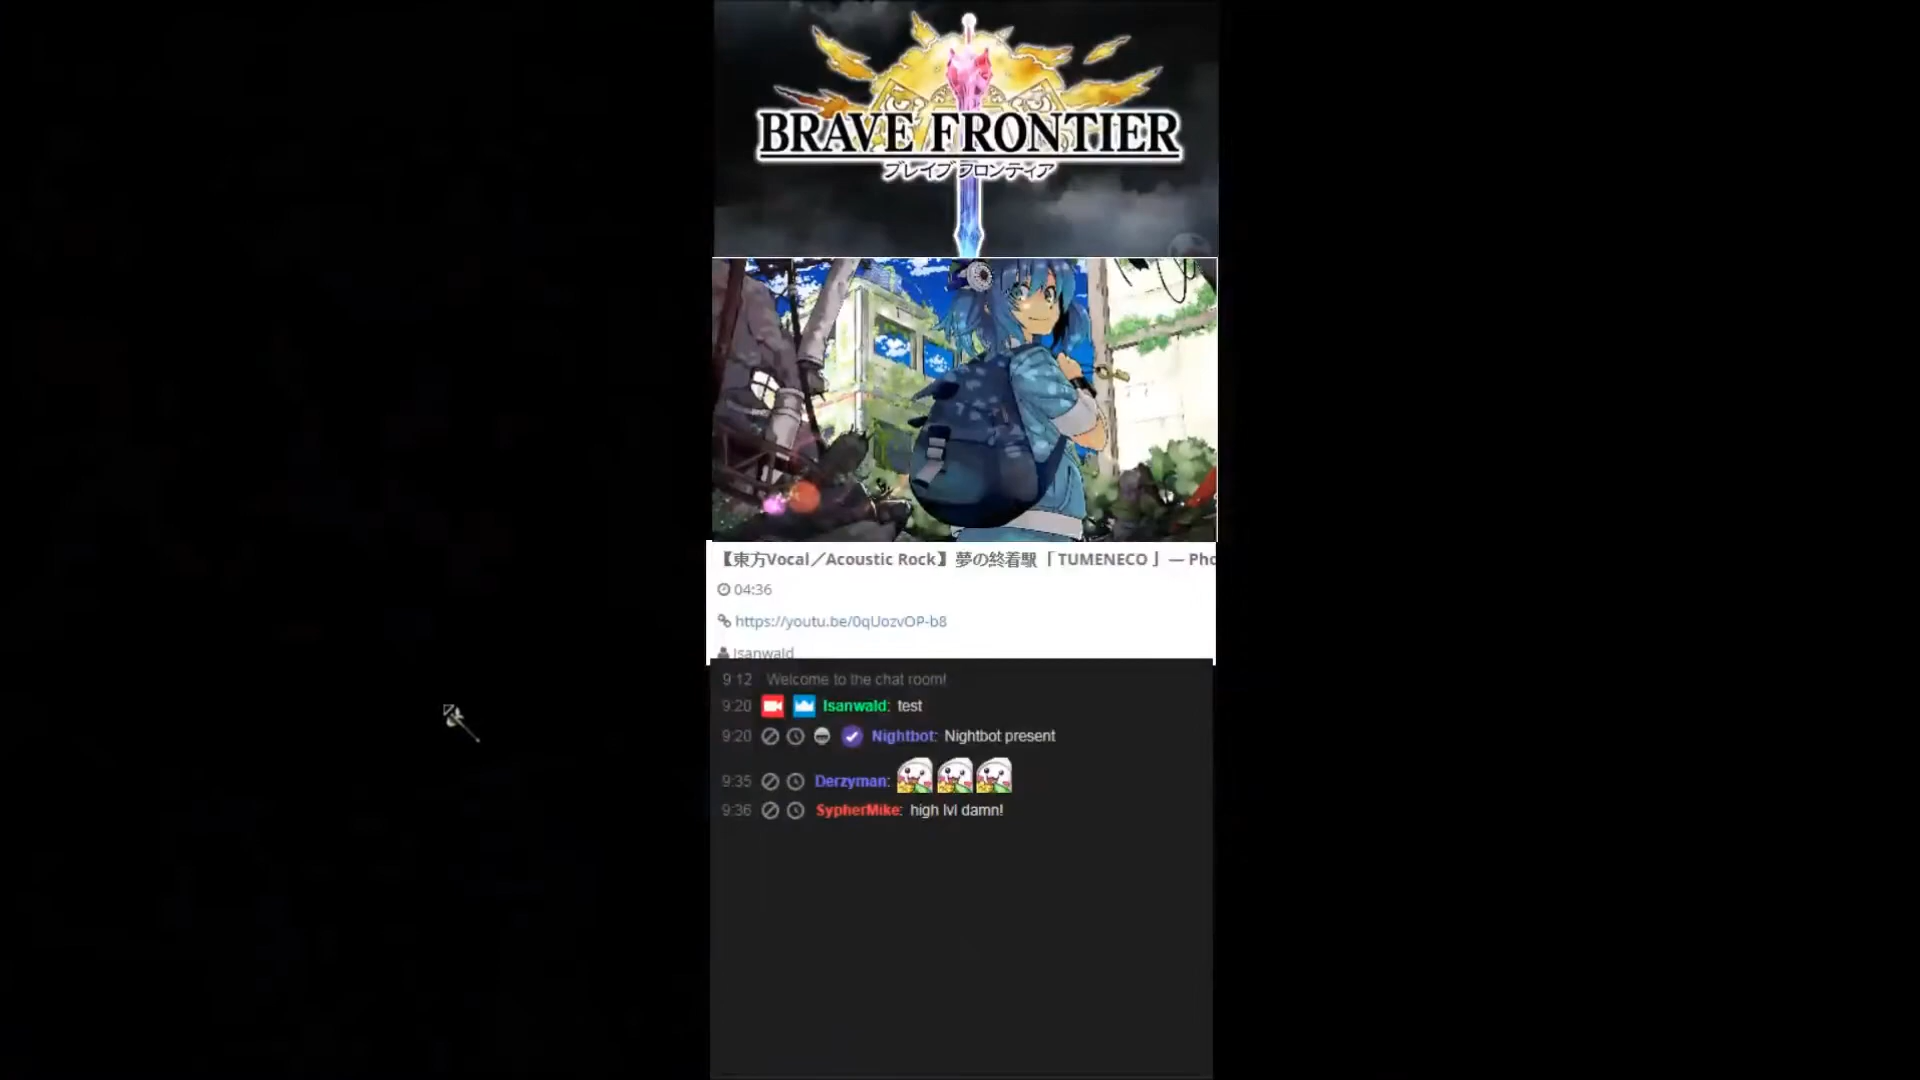 BRAVE FRONTIER
ブレイブ フロンティア
【東方Vocal／Acoustic Rock】夢の終着駅「TUMENECO」 — Pho
04:36
https://youtu.be/0qUozvOP-b8
Isanwald
9:12 Welcome to the chat room!
9:20 Isanwald: test
9:20 Nightbot: Nightbot present
9:35 Derzyman:
9:36 SypherMike: high lvl damn!